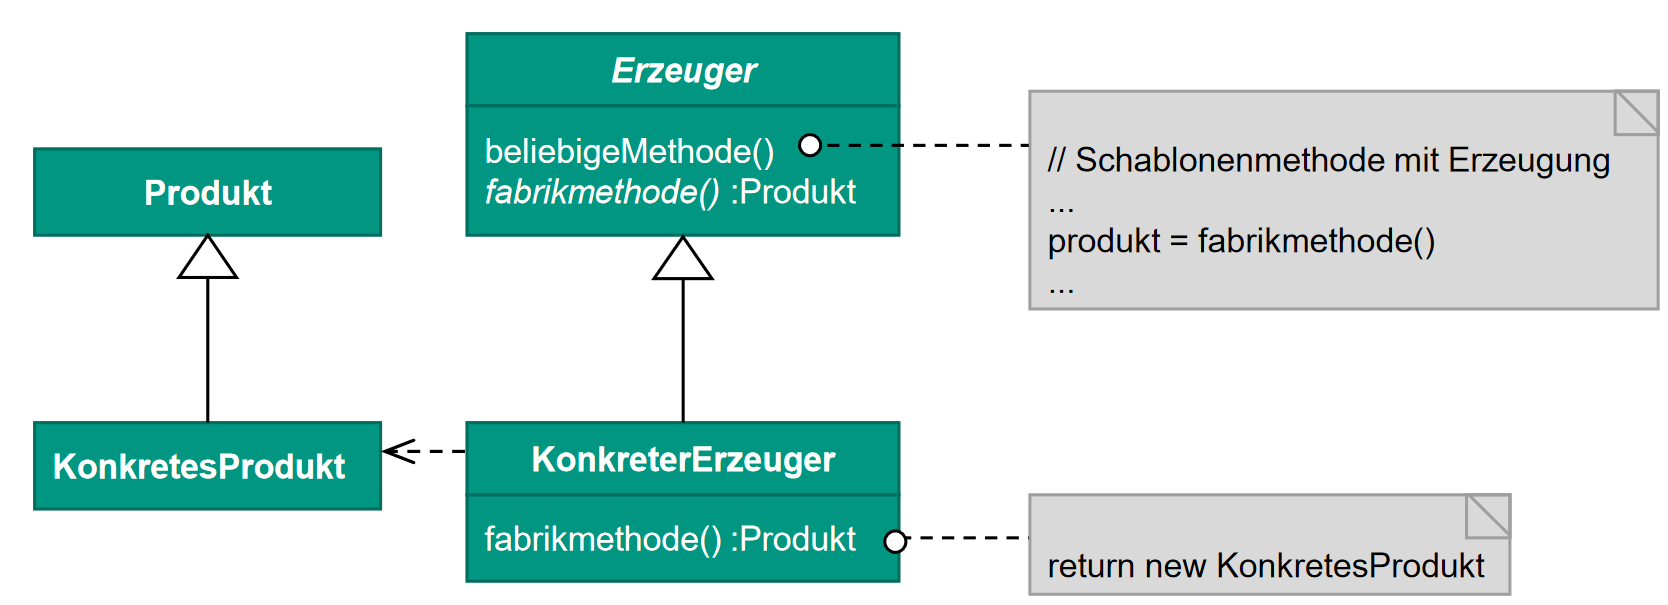 Erzeuger
beliebigeMethode()
fabrikmethode() :Produkt
// Schablonenmethode mit Erzeugung
...
produkt = fabrikmethode()
...
Produkt
KonkretesProdukt
KonkreterErzeuger
fabrikmethode() :Produkt
return new KonkretesProdukt